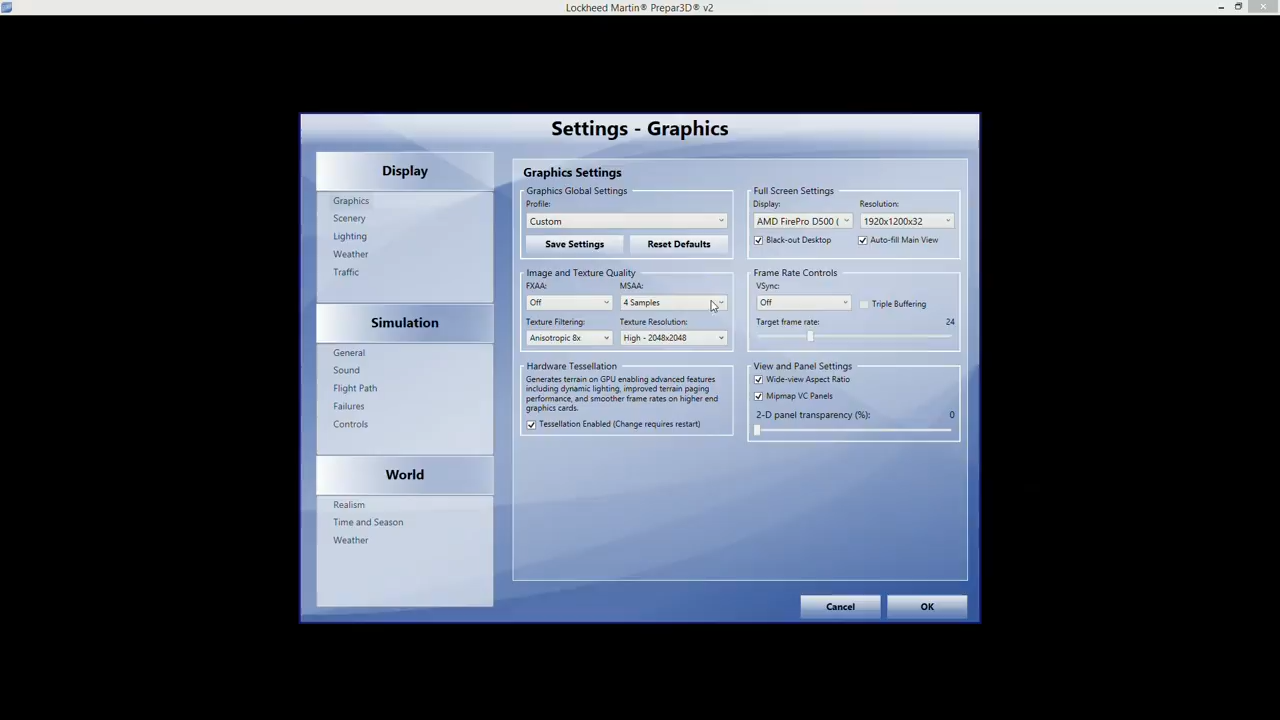 Lockheed Martin® Prepar3D® v2
Settings - Graphics
Display
Graphics
Scenery
Lighting
Weather
Traffic
Simulation
General
Sound
Flight Path
Failures
Controls
World
Realism
Time and Season
Weather
Graphics Settings
Graphics Global Settings
Profile:
Custom
Save Settings
Reset Defaults
Image and Texture Quality
FXAA: MSAA:
Off 4 Samples
Texture Filtering: Texture Resolution:
Anisotropic 8x High - 2048x2048
Hardware Tessellation
Generates terrain on GPU enabling advanced features
including dynamic lighting, improved terrain paging
performance, and smoother frame rates on higher end
graphics cards.
Tessellation Enabled (Change requires restart)
Full Screen Settings
Display: Resolution:
AMD FirePro D500 ( 1920x1200x32
Black-out Desktop Auto-fill Main View
Frame Rate Controls
VSync:
Off Triple Buffering
Target frame rate: 24
View and Panel Settings
Wide-view Aspect Ratio
Mipmap VC Panels
2-D panel transparency (%): 0
Cancel
OK